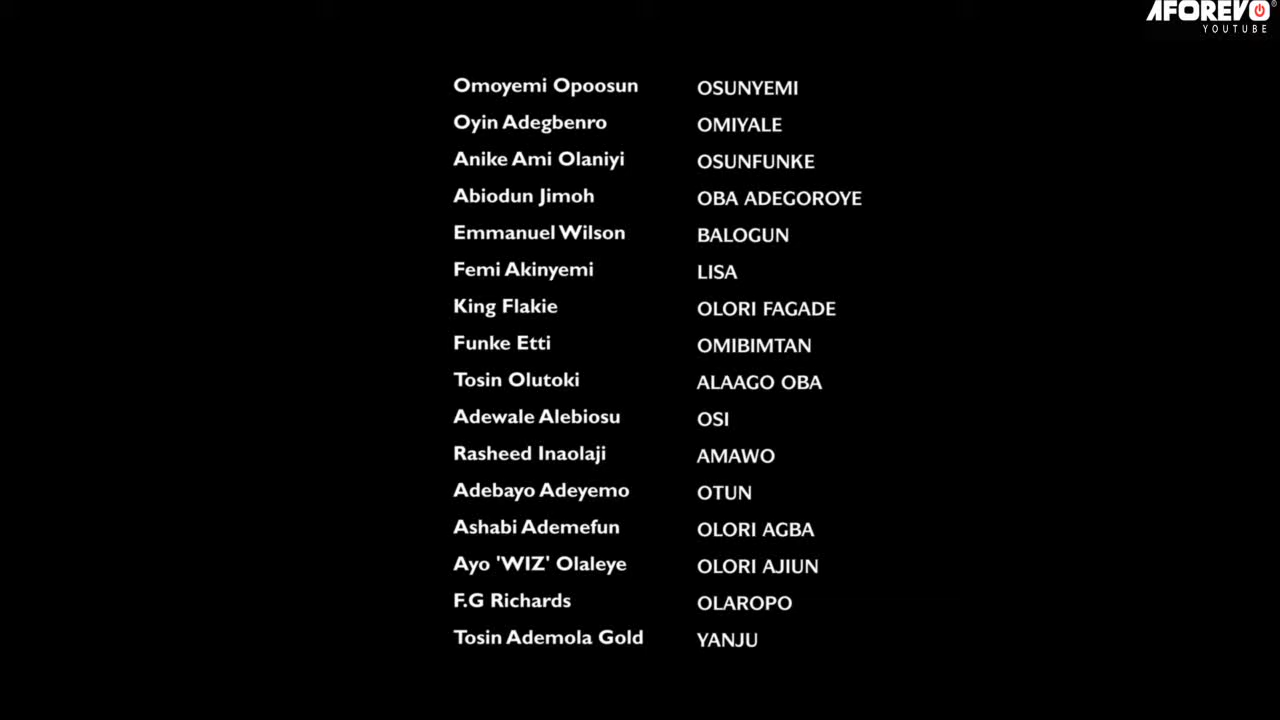 AFOREVO
YOUTUBE
Omoyemi Opoosun OSUNYEMI
Oyin Adegbenro OMIYALE
Anike Ami Olaniyi OSUNFUNKE
Abiodun Jimoh OBA ADEGOROYE
Emmanuel Wilson BALOGUN
Femi Akinyemi LISA
King Flakie OLORI FAGADE
Funke Etti OMIBIMTAN
Tosin Olutoki ALAAGO OBA
Adewale Alebiosu OSI
Rasheed Inaolaji AMAWO
Adebayo Adeyemo OTUN
Ashabi Ademefun OLORI AGBA
Ayo 'WIZ' Olaleye OLORI AJIUN
F.G Richards OLAROPO
Tosin Ademola Gold YANJU